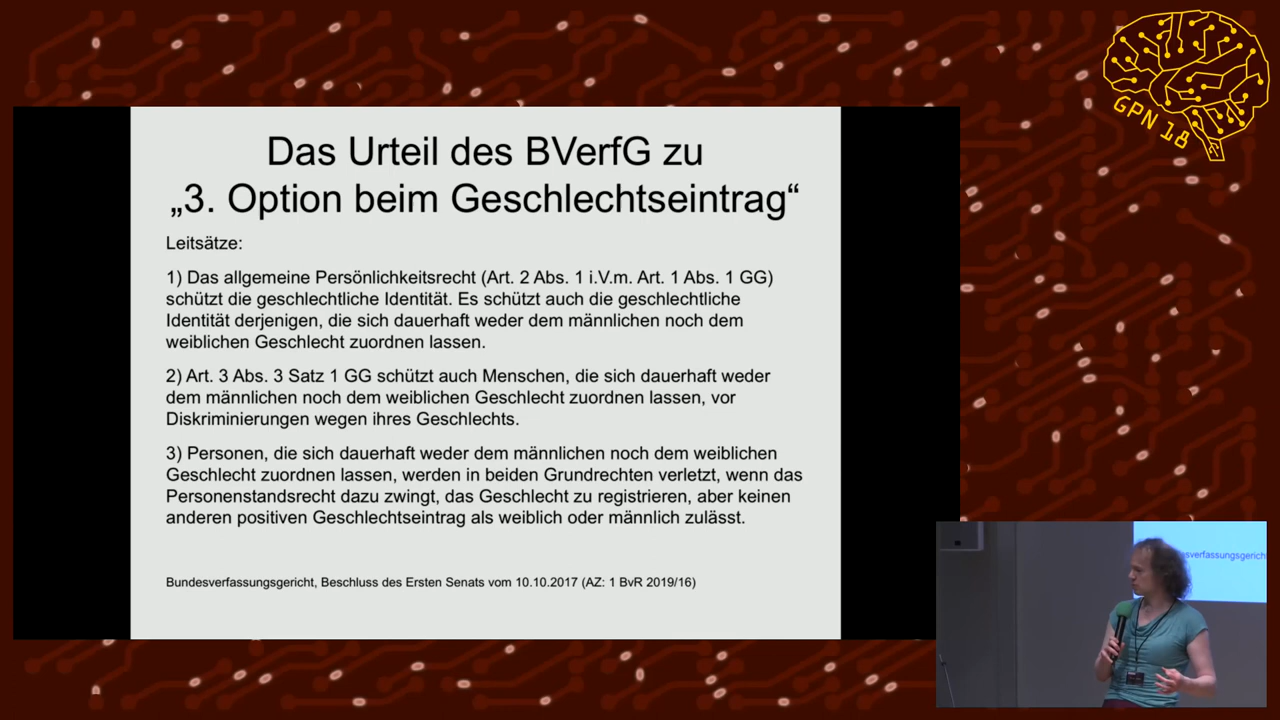 GPN 18
Das Urteil des BVerfG zu
„3. Option beim Geschlechtseintrag“
Leitsätze:
1) Das allgemeine Persönlichkeitsrecht (Art. 2 Abs. 1 i.V.m. Art. 1 Abs. 1 GG)
schützt die geschlechtliche Identität. Es schützt auch die geschlechtliche
Identität derjenigen, die sich dauerhaft weder dem männlichen noch dem
weiblichen Geschlecht zuordnen lassen.
2) Art. 3 Abs. 3 Satz 1 GG schützt auch Menschen, die sich dauerhaft weder
dem männlichen noch dem weiblichen Geschlecht zuordnen lassen, vor
Diskriminierungen wegen ihres Geschlechts.
3) Personen, die sich dauerhaft weder dem männlichen noch dem weiblichen
Geschlecht zuordnen lassen, werden in beiden Grundrechten verletzt, wenn das
Personenstandsrecht dazu zwingt, das Geschlecht zu registrieren, aber keinen
anderen positiven Geschlechtseintrag als weiblich oder männlich zulässt.
Bundesverfassungsgericht, Beschluss des Ersten Senats vom 10.10.2017 (AZ: 1 BvR 2019/16)
esverfassungsgerich